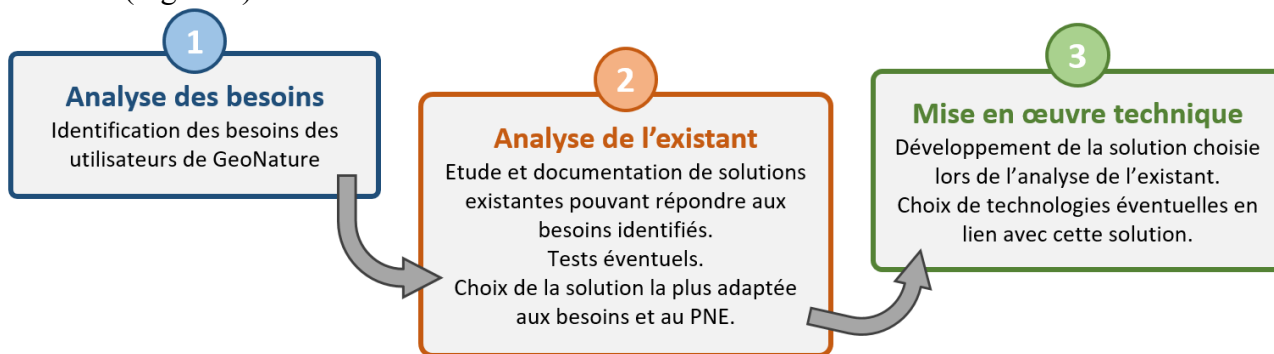 1
Analyse des besoins
Identification des besoins des
utilisateurs de GeoNature
2
Analyse de l’existant
Etude et documentation de solutions
existantes pouvant répondre aux
besoins identifiés.
Tests éventuels.
Choix de la solution la plus adaptée
aux besoins et au PNE.
3
Mise en œuvre technique
Développement de la solution choisie
lors de l’analyse de l’existant.
Choix de technologies éventuelles en
lien avec cette solution.